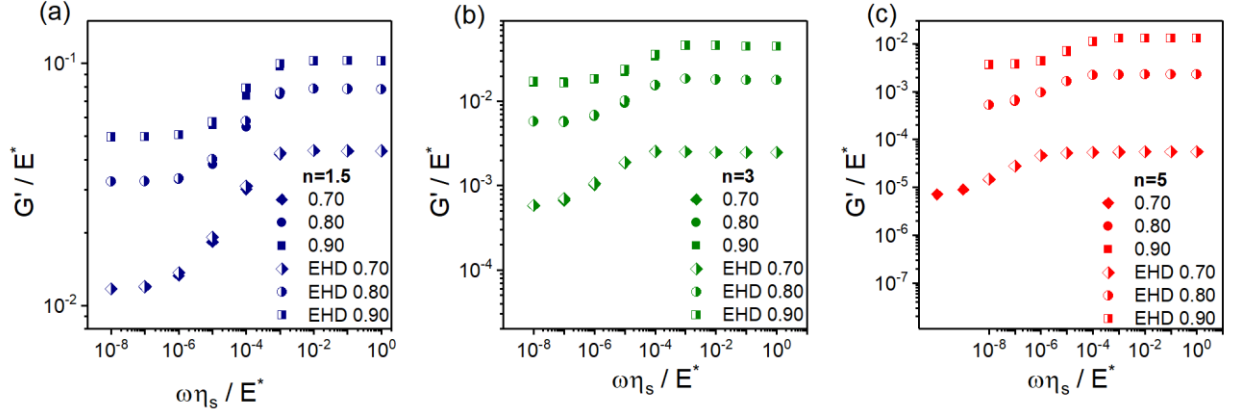 (a)
10⁻¹
10⁻²
G' / E*
n=1.5
0.70
0.80
0.90
EHD 0.70
EHD 0.80
EHD 0.90
10⁻⁸ 10⁻⁶ 10⁻⁴ 10⁻² 10⁰
ωηₛ / E*
(b)
10⁻¹
10⁻²
10⁻³
10⁻⁴
G' / E*
n=3
0.70
0.80
0.90
EHD 0.70
EHD 0.80
EHD 0.90
10⁻⁸ 10⁻⁶ 10⁻⁴ 10⁻² 10⁰
ωηₛ / E*
(c)
10⁻²
10⁻³
10⁻⁴
10⁻⁵
10⁻⁶
10⁻⁷
G' / E*
n=5
0.70
0.80
0.90
EHD 0.70
EHD 0.80
EHD 0.90
10⁻⁸ 10⁻⁶ 10⁻⁴ 10⁻² 10⁰
ωηₛ / E*